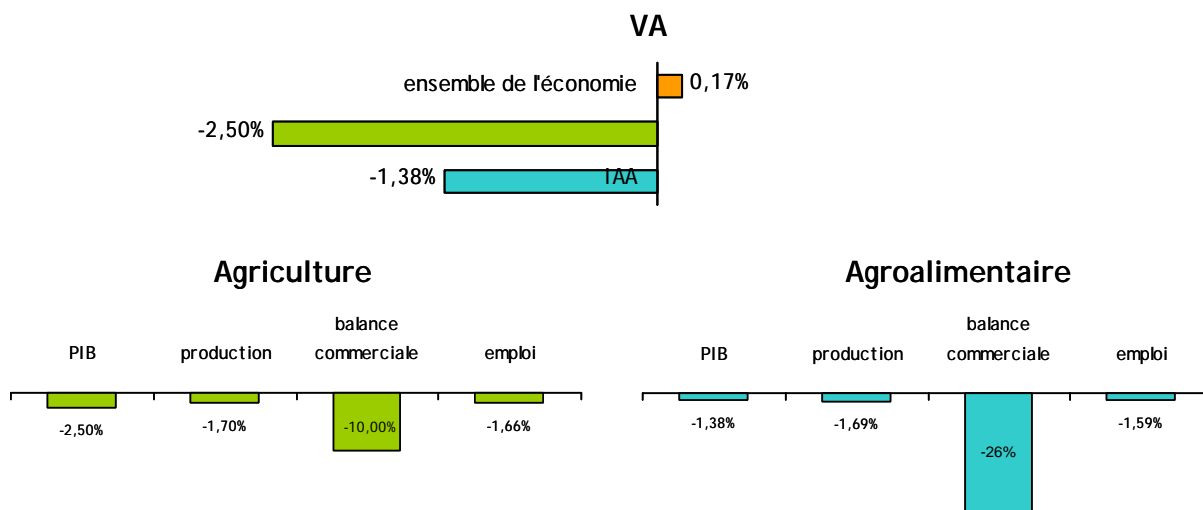 VA
ensemble de l'économie
0,17%
-2,50%
-1,38%
IAA
Agriculture
PIB
production
balance
commerciale
emploi
-2,50%
-1,70%
-10,00%
-1,66%
Agroalimentaire
PIB
production
balance
commerciale
emploi
-1,38%
-1,69%
-26%
-1,59%